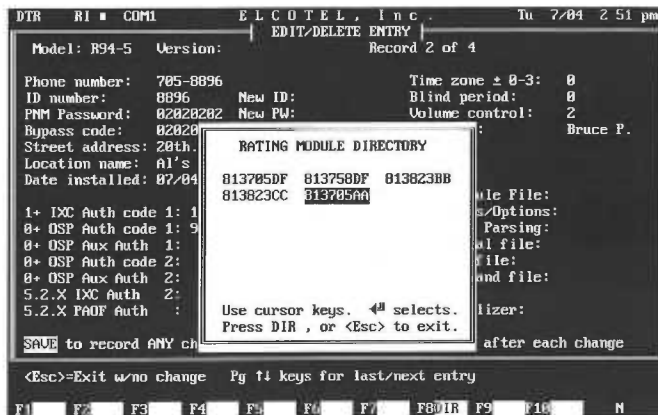 DTR RI ■ COM1 E L C O T E L , I n c . Tu 7/04 2 51 pm
EDIT/DELETE ENTRY
Model: R94-5 Version: Record 2 of 4
Phone number: 705-8896 Time zone ± 0-3: 0
ID number: 8896 New ID: Blind period: 0
PNM Password: 02020202 New PW: Volume control: 2
Bypass code: 02020 : Bruce P.
Street address: 20th.
Location name: Al's
Date installed: 07/04
RATING MODULE DIRECTORY
813705DF 813758DF 813823BB
813823CC 813705AA
Use cursor keys. ↵ selects.
Press DIR , or <Esc> to exit.
ule File:
1+ IXC Auth code 1: 1 s/Options:
0+ OSP Auth code 1: 9 Parsing:
0+ OSP Aux Auth 1: al file:
0+ OSP Auth code 2: file:
0+ OSP Aux Auth 2: and file:
5.2.X IXC Auth 2:
5.2.X PAOF Auth : lizer:
SAVE to record ANY ch after each change
<Esc>=Exit w/no change Pg ↑↓ keys for last/next entry
F1 F2 F3 F4 F5 F6 F7 F8DIR F9 F10 N